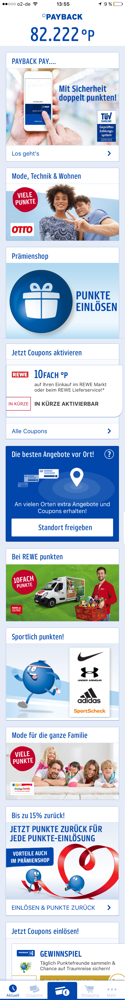 o2-de 13:55 9 %
°PAYBACK
82.222 °P
PAYBACK PAY....
Mit Sicherheit
doppelt punkten!
PAY
TÜV
SAARLAND
Geprüftes
Zahlungs-
system
Los geht's
Mode, Technik & Wohnen
VIELE
PUNKTE
OTTO
Prämienshop
PUNKTE
EINLÖSEN
Jetzt Coupons aktivieren
REWE
10FACH °P
auf Ihren Einkauf im REWE Markt
oder beim REWE Lieferservice!*
IN KÜRZE
IN KÜRZE AKTIVIERBAR
Alle Coupons
Die besten Angebote vor Ort!
?
An vielen Orten extra Angebote und
Coupons erhalten!
Standort freigeben
Bei REWE punkten
10FACH
PUNKTE
REWE.de
DEIN MARKT
Sportlich punkten!
UNDER ARMOUR
adidas
SportScheck
Mode für die ganze Familie
VIELE
PUNKTE
Ernsting's family
Bis zu 15% zurück!
JETZT PUNKTE ZURÜCK FÜR
JEDE PUNKTE-EINLÖSUNG
VORTEILE AUCH
IM PRÄMIENSHOP
EINLÖSEN & PUNKTE ZURÜCK
Jetzt Coupons einlösen!
°PAYBACK
GEWINNSPIEL
Täglich Punktefreunde sammeln &
Chance auf Traumreise sichern!
Aktuell
Coupons
€
Shopping
Mehr